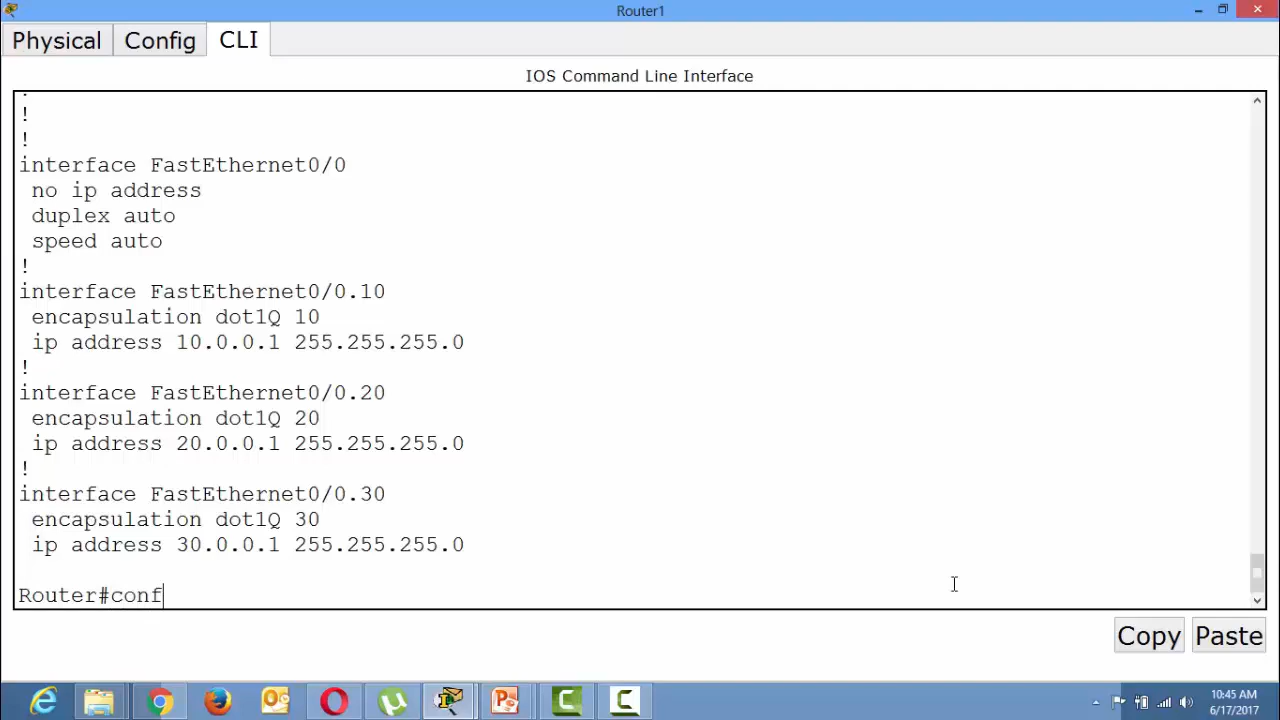 Router1
Physical
Config
CLI
IOS Command Line Interface
!
!
!
interface FastEthernet0/0
no ip address
duplex auto
speed auto
!
interface FastEthernet0/0.10
encapsulation dot1Q 10
ip address 10.0.0.1 255.255.255.0
!
interface FastEthernet0/0.20
encapsulation dot1Q 20
ip address 20.0.0.1 255.255.255.0
!
interface FastEthernet0/0.30
encapsulation dot1Q 30
ip address 30.0.0.1 255.255.255.0
Router#conf
Copy
Paste
10:45 AM
6/17/2017